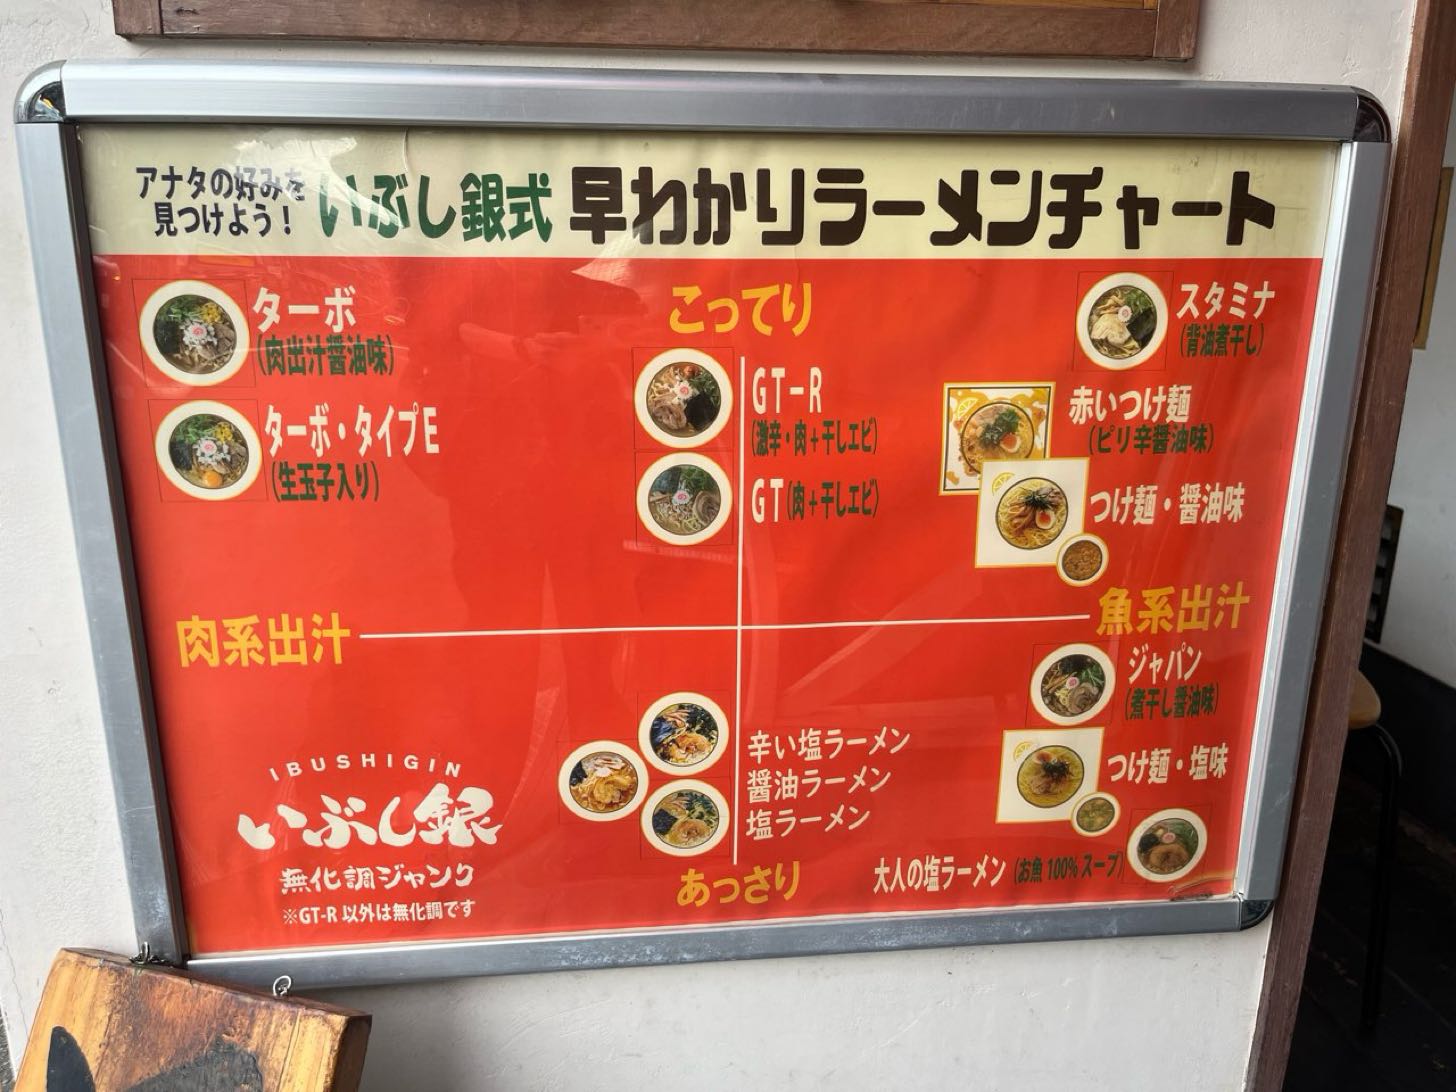 アナタの好みを
見つけよう！
いぶし銀式 早わかりラーメンチャート
ターボ
(肉出汁醤油味)
ターボ・タイプE
(生玉子入り)
こってり
GT-R
(激辛・肉+干しエビ)
GT(肉+干しエビ)
スタミナ
(背油煮干し)
赤いつけ麺
(ピリ辛醤油味)
つけ麺・醤油味
肉系出汁
魚系出汁
ジャパン
(煮干し醤油味)
つけ麺・塩味
辛い塩ラーメン
醤油ラーメン
塩ラーメン
大人の塩ラーメン(お魚100%スープ)
あっさり
IBUSHIGIN
いぶし銀
無化調ジャンク
※GT-R以外は無化調です